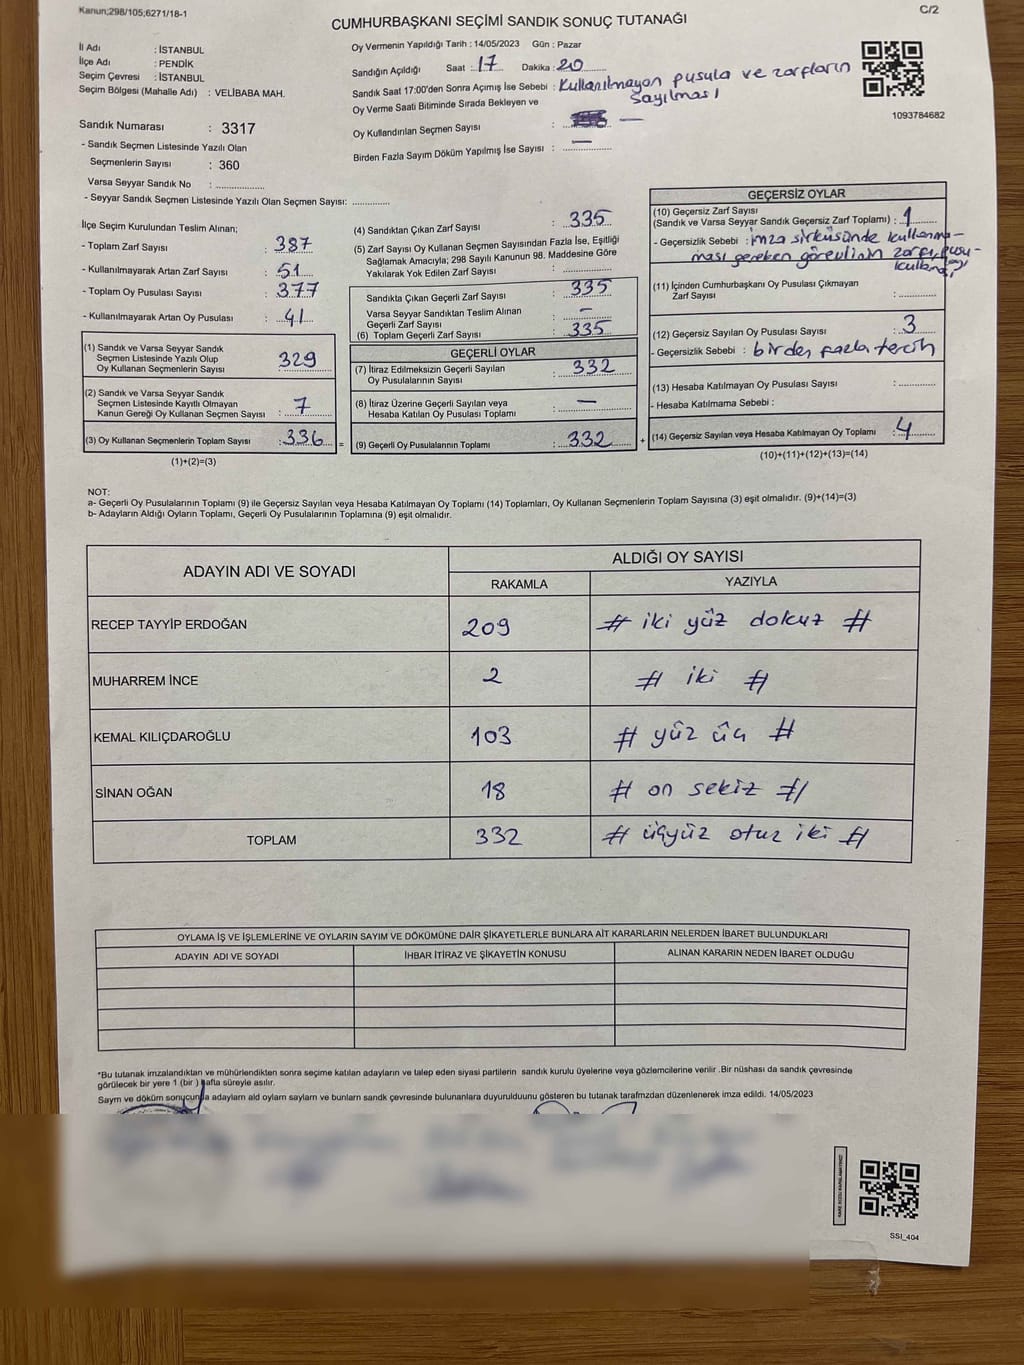 Kanun;298/105;6271/18-1
C/2
CUMHURBAŞKANI SEÇİMİ SANDIK SONUÇ TUTANAĞI
İl Adı : İSTANBUL
İlçe Adı : PENDİK
Seçim Çevresi : İSTANBUL
Seçim Bölgesi (Mahalle Adı) : VELİBABA MAH.
Oy Vermenin Yapıldığı Tarih : 14/05/2023 Gün : Pazar
Sandığın Açıldığı Saat : 17 Dakika : 20
Sandık Saat 17:00'den Sonra Açımış İse Sebebi : Kullanılmayan pusula ve zarfların
sayılması
Oy Verme Saati Bitiminde Sırada Bekleyen ve
Oy Kullandırılan Seçmen Sayısı : —
Birden Fazla Sayım Döküm Yapılmış İse Sayısı : —
1093784682
Sandık Numarası : 3317
- Sandık Seçmen Listesinde Yazılı Olan
Seçmenlerin Sayısı : 360
Varsa Seyyar Sandık No : ................
- Seyyar Sandık Seçmen Listesinde Yazılı Olan Seçmen Sayısı: ............
İlçe Seçim Kurulundan Teslim Alınan;
- Toplam Zarf Sayısı : 387
- Kullanılmayarak Artan Zarf Sayısı : 51
- Toplam Oy Pusulası Sayısı : 377
- Kullanılmayarak Artan Oy Pusulası : 41
(1) Sandık ve Varsa Seyyar Sandık
Seçmen Listesinde Yazılı Olup
Oy Kullanan Seçmenlerin Sayısı : 329
(2) Sandık ve Varsa Seyyar Sandık
Seçmen Listesinde Kayıtlı Olmayan
Kanun Gereği Oy Kullanan Seçmen Sayısı : 7
(3) Oy Kullanan Seçmenlerin Toplam Sayısı : 336 =
(1)+(2)=(3)
(4) Sandıktan Çıkan Zarf Sayısı : 335
(5) Zarf Sayısı Oy Kullanan Seçmen Sayısından Fazla İse, Eşitliği
Sağlamak Amacıyla; 298 Sayılı Kanunun 98. Maddesine Göre
Yakılarak Yok Edilen Zarf Sayısı : ............
Sandıkta Çıkan Geçerli Zarf Sayısı : 335
Varsa Seyyar Sandıktan Teslim Alınan
Geçerli Zarf Sayısı : —
(6) Toplam Geçerli Zarf Sayısı : 335
GEÇERLİ OYLAR
(7) İtiraz Edilmeksizin Geçerli Sayılan
Oy Pusulalarının Sayısı : 332
(8) İtiraz Üzerine Geçerli Sayılan veya
Hesaba Katılan Oy Pusulası Toplamı : —
(9) Geçerli Oy Pusulalarının Toplamı : 332 +
GEÇERSİZ OYLAR
(10) Geçersiz Zarf Sayısı
(Sandık ve Varsa Seyyar Sandık Geçersiz Zarf Toplamı) : 1
- Geçersizlik Sebebi : imza sirküsünde kullanma-
ması gereken görevlinin zarfı, pusu-
(11) İçinden Cumhurbaşkanı Oy Pusulası Çıkmayan
Zarf Sayısı : ............
(12) Geçersiz Sayılan Oy Pusulası Sayısı : 3
- Geçersizlik Sebebi : birden fazla tercih
(13) Hesaba Katılmayan Oy Pusulası Sayısı : ............
- Hesaba Katılmama Sebebi :
(14) Geçersiz Sayılan veya Hesaba Katılmayan Oy Toplamı : 4
(10)+(11)+(12)+(13)=(14)
NOT:
a- Geçerli Oy Pusulalarının Toplamı (9) ile Geçersiz Sayılan veya Hesaba Katılmayan Oy Toplamı (14) Toplamları, Oy Kullanan Seçmenlerin Toplam Sayısına (3) eşit olmalıdır. (9)+(14)=(3)
b- Adayların Aldığı Oyların Toplamı, Geçerli Oy Pusulalarının Toplamına (9) eşit olmalıdır.
ADAYIN ADI VE SOYADI
ALDIĞI OY SAYISI
RAKAMLA YAZIYLA
RECEP TAYYİP ERDOĞAN 209 # iki yüz dokuz #
MUHARREM İNCE 2 # iki #
KEMAL KILIÇDAROĞLU 103 # yüz üç #
SİNAN OĞAN 18 # on sekiz #
TOPLAM 332 # üçyüz otuz iki #
OYLAMA İŞ VE İŞLEMLERİNE VE OYLARIN SAYIM VE DÖKÜMÜNE DAİR ŞİKAYETLERLE BUNLARA AİT KARARLARIN NELERDEN İBARET BULUNDUKLARI
ADAYIN ADI VE SOYADI İHBAR İTİRAZ VE ŞİKAYETİN KONUSU ALINAN KARARIN NEDEN İBARET OLDUĞU
*Bu tutanak imzalandıktan ve mühürlendikten sonra seçime katılan adayların ve talep eden siyasi partilerin sandık kurulu üyelerine veya gözlemcilerine verilir .Bir nüshası da sandık çevresinde
görülecek bir yere 1 (bir ) hafta süreyle asılır.
Sayım ve döküm sonucunda adaylam ald oylam saylam ve bunlarn sandk çevresinde bulunanlara duyurulduunu gösteren bu tutanak tarafmzdan düzenlenerek imza edildi. 14/05/2023
SSI_404